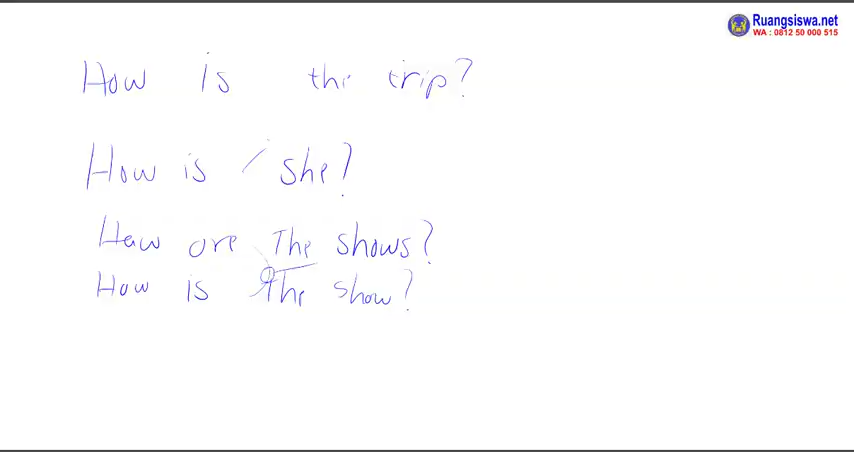 Ruangsiswa.net
WA : 0812 50 000 515
How is the trip?
How is she?
Haw are The shows?
How is The show?